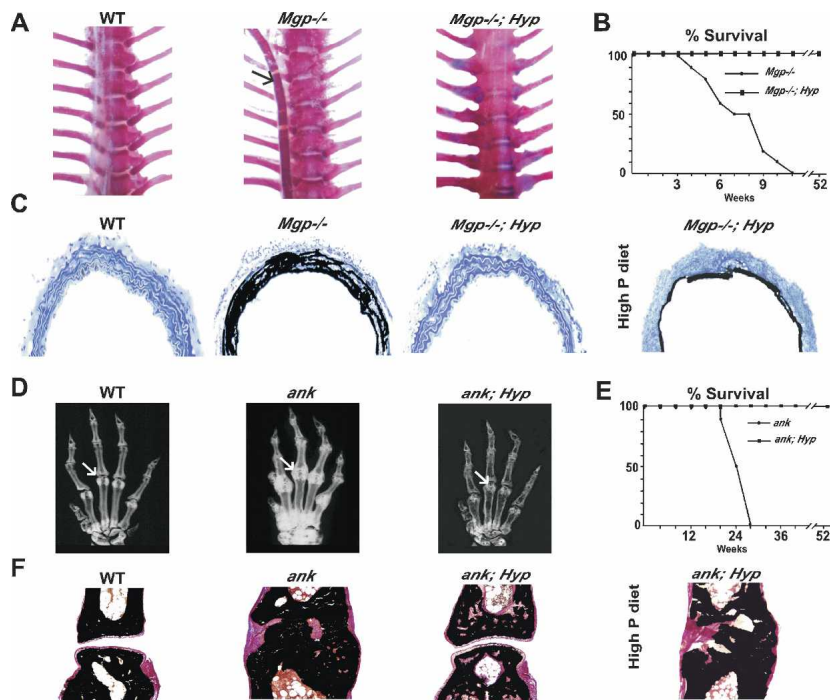 A
WT
Mgp-/-
Mgp-/-; Hyp
B
% Survival
100
50
0
Mgp-/-
Mgp-/-; Hyp
3 6 9 52
Weeks
C
WT
Mgp-/-
Mgp-/-; Hyp
High P diet
Mgp-/-; Hyp
D
WT
ank
ank; Hyp
E
% Survival
100
50
0
ank
ank; Hyp
12 24 36 52
Weeks
F
WT
ank
ank; Hyp
High P diet
ank; Hyp